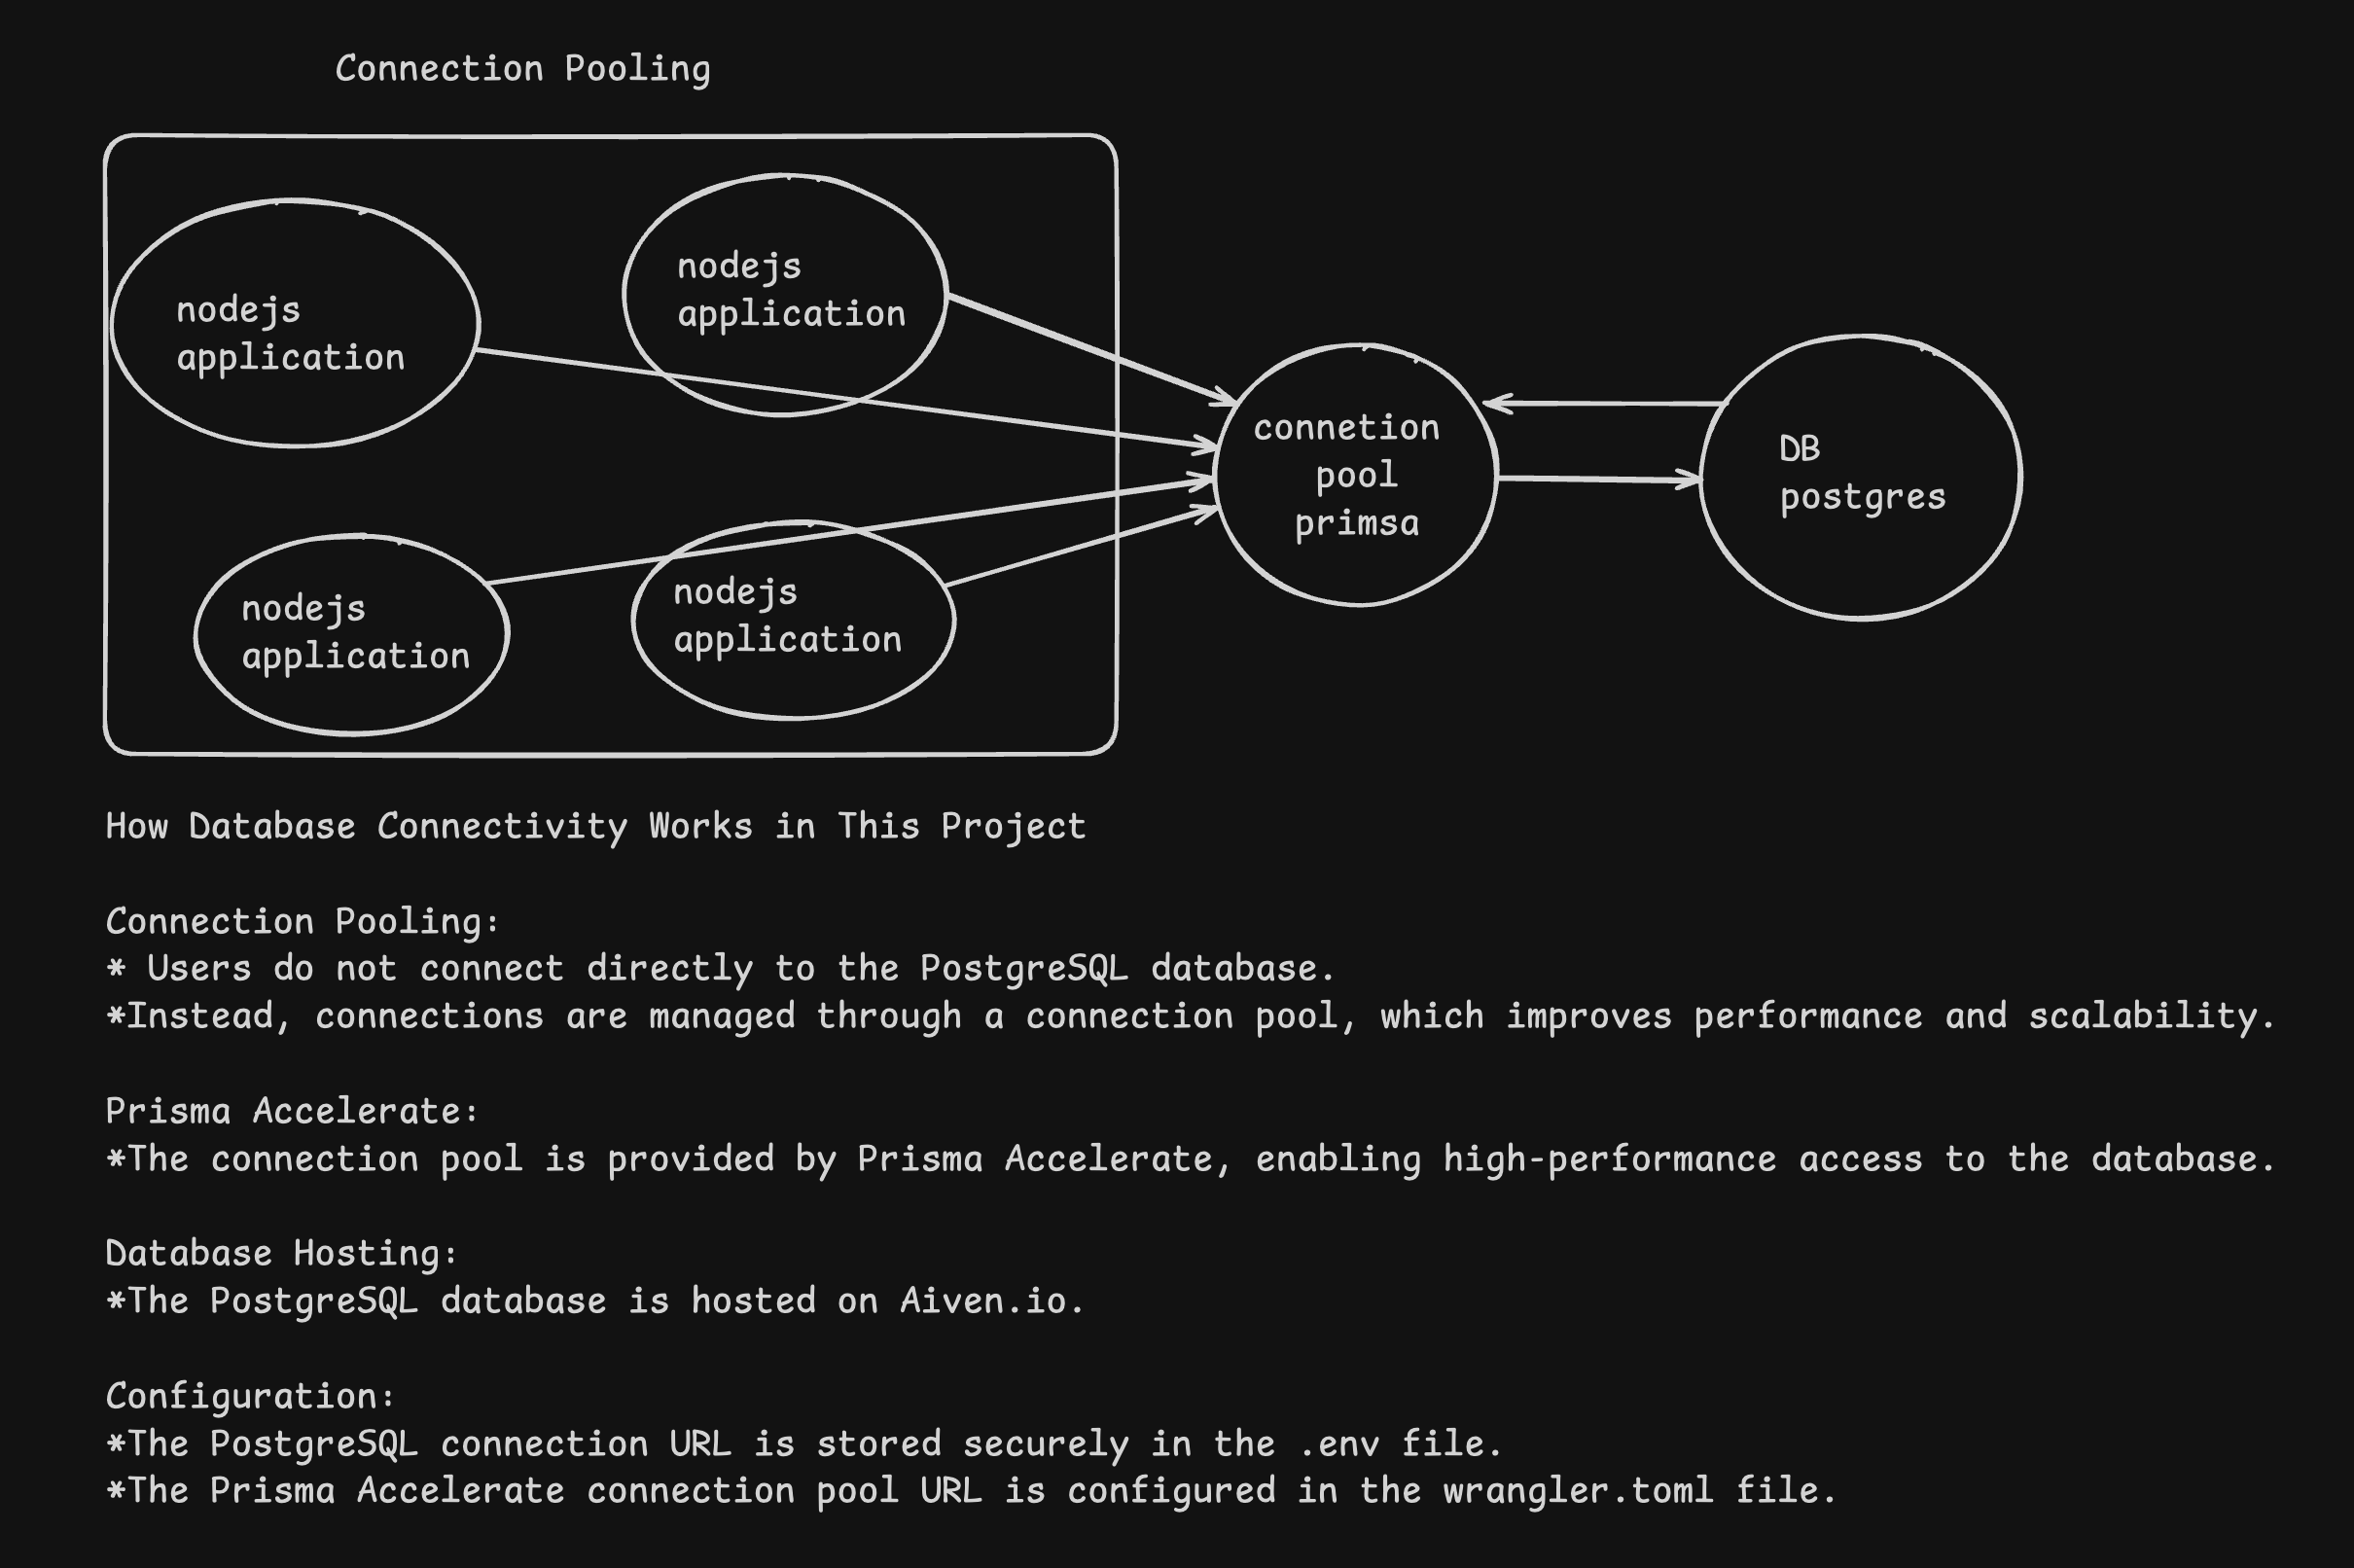 Connection Pooling
nodejs
application
nodejs
application
nodejs
application
nodejs
application
connetion
pool
primsa
DB
postgres
How Database Connectivity Works in This Project
Connection Pooling:
* Users do not connect directly to the PostgreSQL database.
*Instead, connections are managed through a connection pool, which improves performance and scalability.
Prisma Accelerate:
*The connection pool is provided by Prisma Accelerate, enabling high-performance access to the database.
Database Hosting:
*The PostgreSQL database is hosted on Aiven.io.
Configuration:
*The PostgreSQL connection URL is stored securely in the .env file.
*The Prisma Accelerate connection pool URL is configured in the wrangler.toml file.